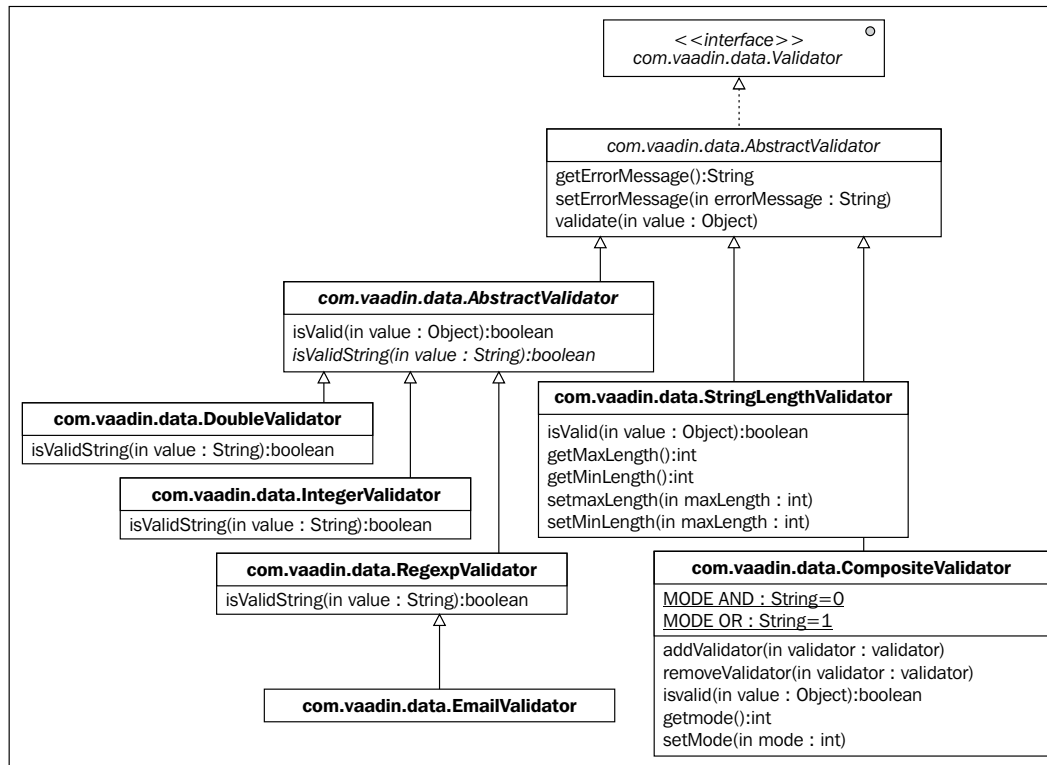 <<interface>>
com.vaadin.data.Validator
com.vaadin.data.AbstractValidator
getErrorMessage():String
setErrorMessage(in errorMessage : String)
validate(in value : Object)
com.vaadin.data.AbstractValidator
isValid(in value : Object):boolean
isValidString(in value : String):boolean
com.vaadin.data.DoubleValidator
isValidString(in value : String):boolean
com.vaadin.data.IntegerValidator
isValidString(in value : String):boolean
com.vaadin.data.RegexpValidator
isValidString(in value : String):boolean
com.vaadin.data.EmailValidator
com.vaadin.data.StringLengthValidator
isValid(in value : Object):boolean
getMaxLength():int
getMinLength():int
setmaxLength(in maxLength : int)
setMinLength(in maxLength : int)
com.vaadin.data.CompositeValidator
MODE AND : String=0
MODE OR : String=1
addValidator(in validator : validator)
removeValidator(in validator : validator)
isvalid(in value : Object):boolean
getmode():int
setMode(in mode : int)